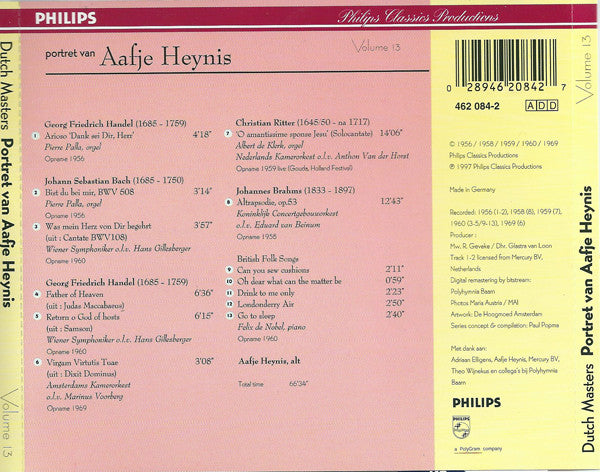 Dutch Masters Portret van Aafje Heynis Volume 13
PHILIPS
Philips Classics Productions
portret van Aafje Heynis
Volume 13
Georg Friedrich Handel (1685 - 1759)
1 Arioso 'Dank sei Dir, Herr' 4'18"
Pierre Palla, orgel
Opname 1956
Johann Sebastian Bach (1685 - 1750)
2 Bist du bei mir, BWV 508 3'14"
Pierre Palla, orgel
Opname 1956
3 Was mein Herz von Dir begehrt 3'57"
(uit : Cantate BWV108)
Wiener Symphoniker o.l.v. Hans Gillesberger
Opname 1960
Georg Friedrich Handel (1685 - 1759)
4 Father of Heaven 6'36"
(uit : Judas Maccabaeus)
5 Return o God of hosts 6'15"
(uit : Samson)
Wiener Symphoniker o.l.v. Hans Gillesberger
Opname 1960
6 Virgam Virtutis Tuae 3'08"
(uit : Dixit Dominus)
Amsterdams Kamerorkest
o.l.v. Marinus Voorberg
Opname 1969
Christian Ritter (1645/50 - na 1717)
7 'O amantissime sponse Jesu' (Solocantate) 14'06"
Albert de Klerk, orgel
Nederlands Kamerorkest o.l.v. Anthon Van der Horst
Opname 1959 live (Gouda, Holland Festival)
Johannes Brahms (1833 - 1897)
8 Altrapsodie, op.53 12'43"
Koninklijk Concertgebouworkest
o.l.v. Eduard van Beinum
Opname 1958
British Folk Songs
9 Can you sew cushions 2'11"
10 Oh dear what can the matter be 0'59"
11 Drink to me only 2'23"
12 Londonderry Air 2'50"
13 Go to sleep 2'40"
Felix de Nobel, piano
Opname 1960
Aafje Heynis, alt
Total time 66'34"
0 28946 20842 7
462 084-2 ADD
© 1956 / 1958 / 1959 / 1960 / 1969
Philips Classics Productions
℗ 1997 Philips Classics Productions
Made in Germany
Recorded: 1956 (1-2), 1958 (8), 1959 (7),
1960 (3-5/9-13), 1969 (6)
Producer :
Mw. R. Geveke / Dhr. Glastra van Loon
Track 1-2 licensed from Mercury BV,
Netherlands
Digital remastering by bitstream:
Polyhymnia Baarn
Photos Maria Austria / MAI
Artwork: De Hoogmoed Amsterdam
Series concept & compilation: Paul Popma
Met dank aan:
Adriaan Elligens, Aafje Heynis, Mercury BV,
Theo Wijnekus en collega's bij Polyhymnia
Baarn
PHILIPS
PHILIPS
a PolyGram company
Dutch Masters Portret van Aafje Heynis Volume 13